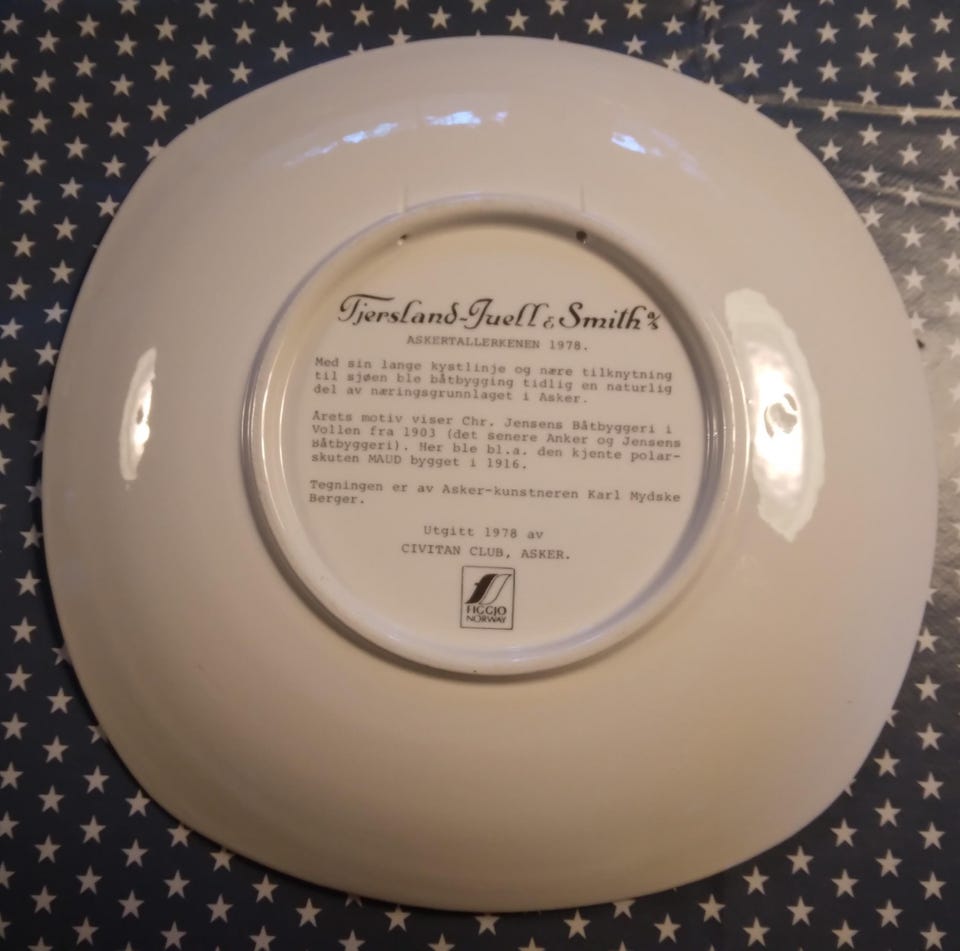 Tjersland-Juell & Smith A/S
ASKERTALLERKENEN 1978.
Med sin lange kystlinje og nære tilknytning
til sjøen ble båtbygging tidlig en naturlig
del av næringsgrunnlaget i Asker.
Årets motiv viser Chr. Jensens Båtbyggeri i
Vollen fra 1903 (det senere Anker og Jensens
Båtbyggeri). Her ble bl.a. den kjente polar-
skuten MAUD bygget i 1916.
Tegningen er av Asker-kunstneren Karl Mydske
Berger.
Utgitt 1978 av
CIVITAN CLUB, ASKER.
FIGGJO
NORWAY